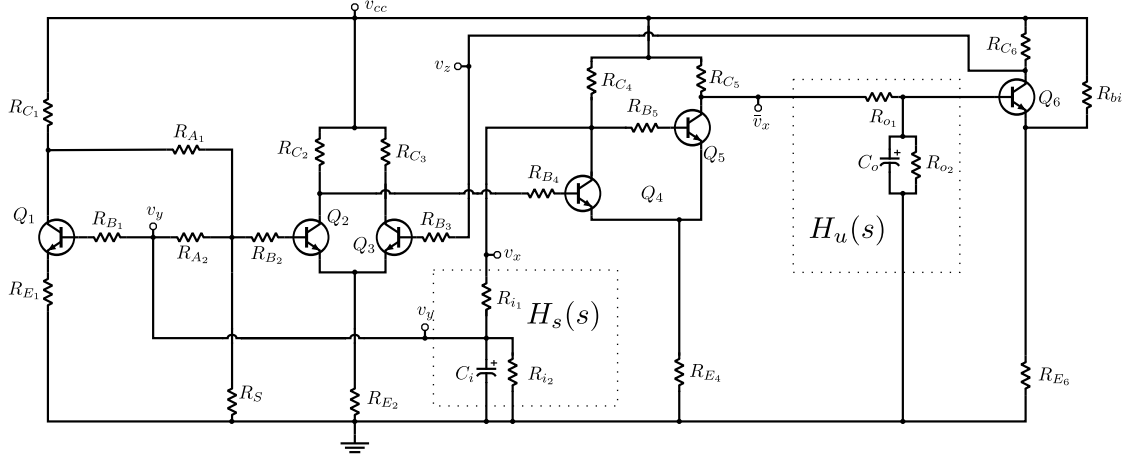 v_cc
R_C6
v_z
R_C4
R_C5
Q_6
R_bi
R_C1
R_B5
v̄_x
R_o1
R_A1
R_C2
R_C3
Q_5
C_o
+
R_o2
R_B4
Q_4
Q_1
R_B1
v_y
Q_2
R_B3
R_A2
R_B2
Q_3
H_u(s)
v_x
R_E1
R_i1
v_y
H_s(s)
C_i
+
R_i2
R_E4
R_E6
R_S
R_E2